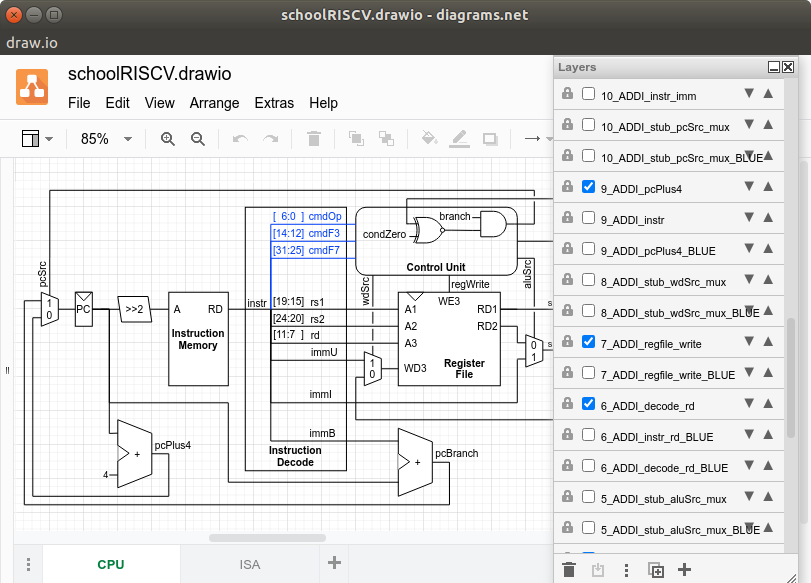 schoolRISCV.drawio - diagrams.net
draw.io
schoolRISCV.drawio
File Edit View Arrange Extras Help
85%
[ 6:0 ] cmdOp
[14:12] cmdF3
[31:25] cmdF7
branch
condZero
Control Unit
pcSrc
wdSrc
aluSrc
regWrite
1
0
PC
>>2
A RD
Instruction
Memory
instr
[19:15] rs1
[24:20] rs2
[11:7 ] rd
immU
immI
immB
Instruction
Decode
1
0
WE3
A1
A2
A3
WD3
RD1
RD2
Register
File
s
0
1
s
+
4
pcPlus4
+
pcBranch
CPU
ISA
Layers
10_ADDI_instr_imm
10_ADDI_stub_pcSrc_mux
10_ADDI_stub_pcSrc_mux_BLUE
9_ADDI_pcPlus4
9_ADDI_instr
9_ADDI_pcPlus4_BLUE
8_ADDI_stub_wdSrc_mux
8_ADDI_stub_wdSrc_mux_BLUE
7_ADDI_regfile_write
7_ADDI_regfile_write_BLUE
6_ADDI_decode_rd
6_ADDI_instr_rd_BLUE
6_ADDI_decode_rd_BLUE
5_ADDI_stub_aluSrc_mux
5_ADDI_stub_aluSrc_mux_BLUE